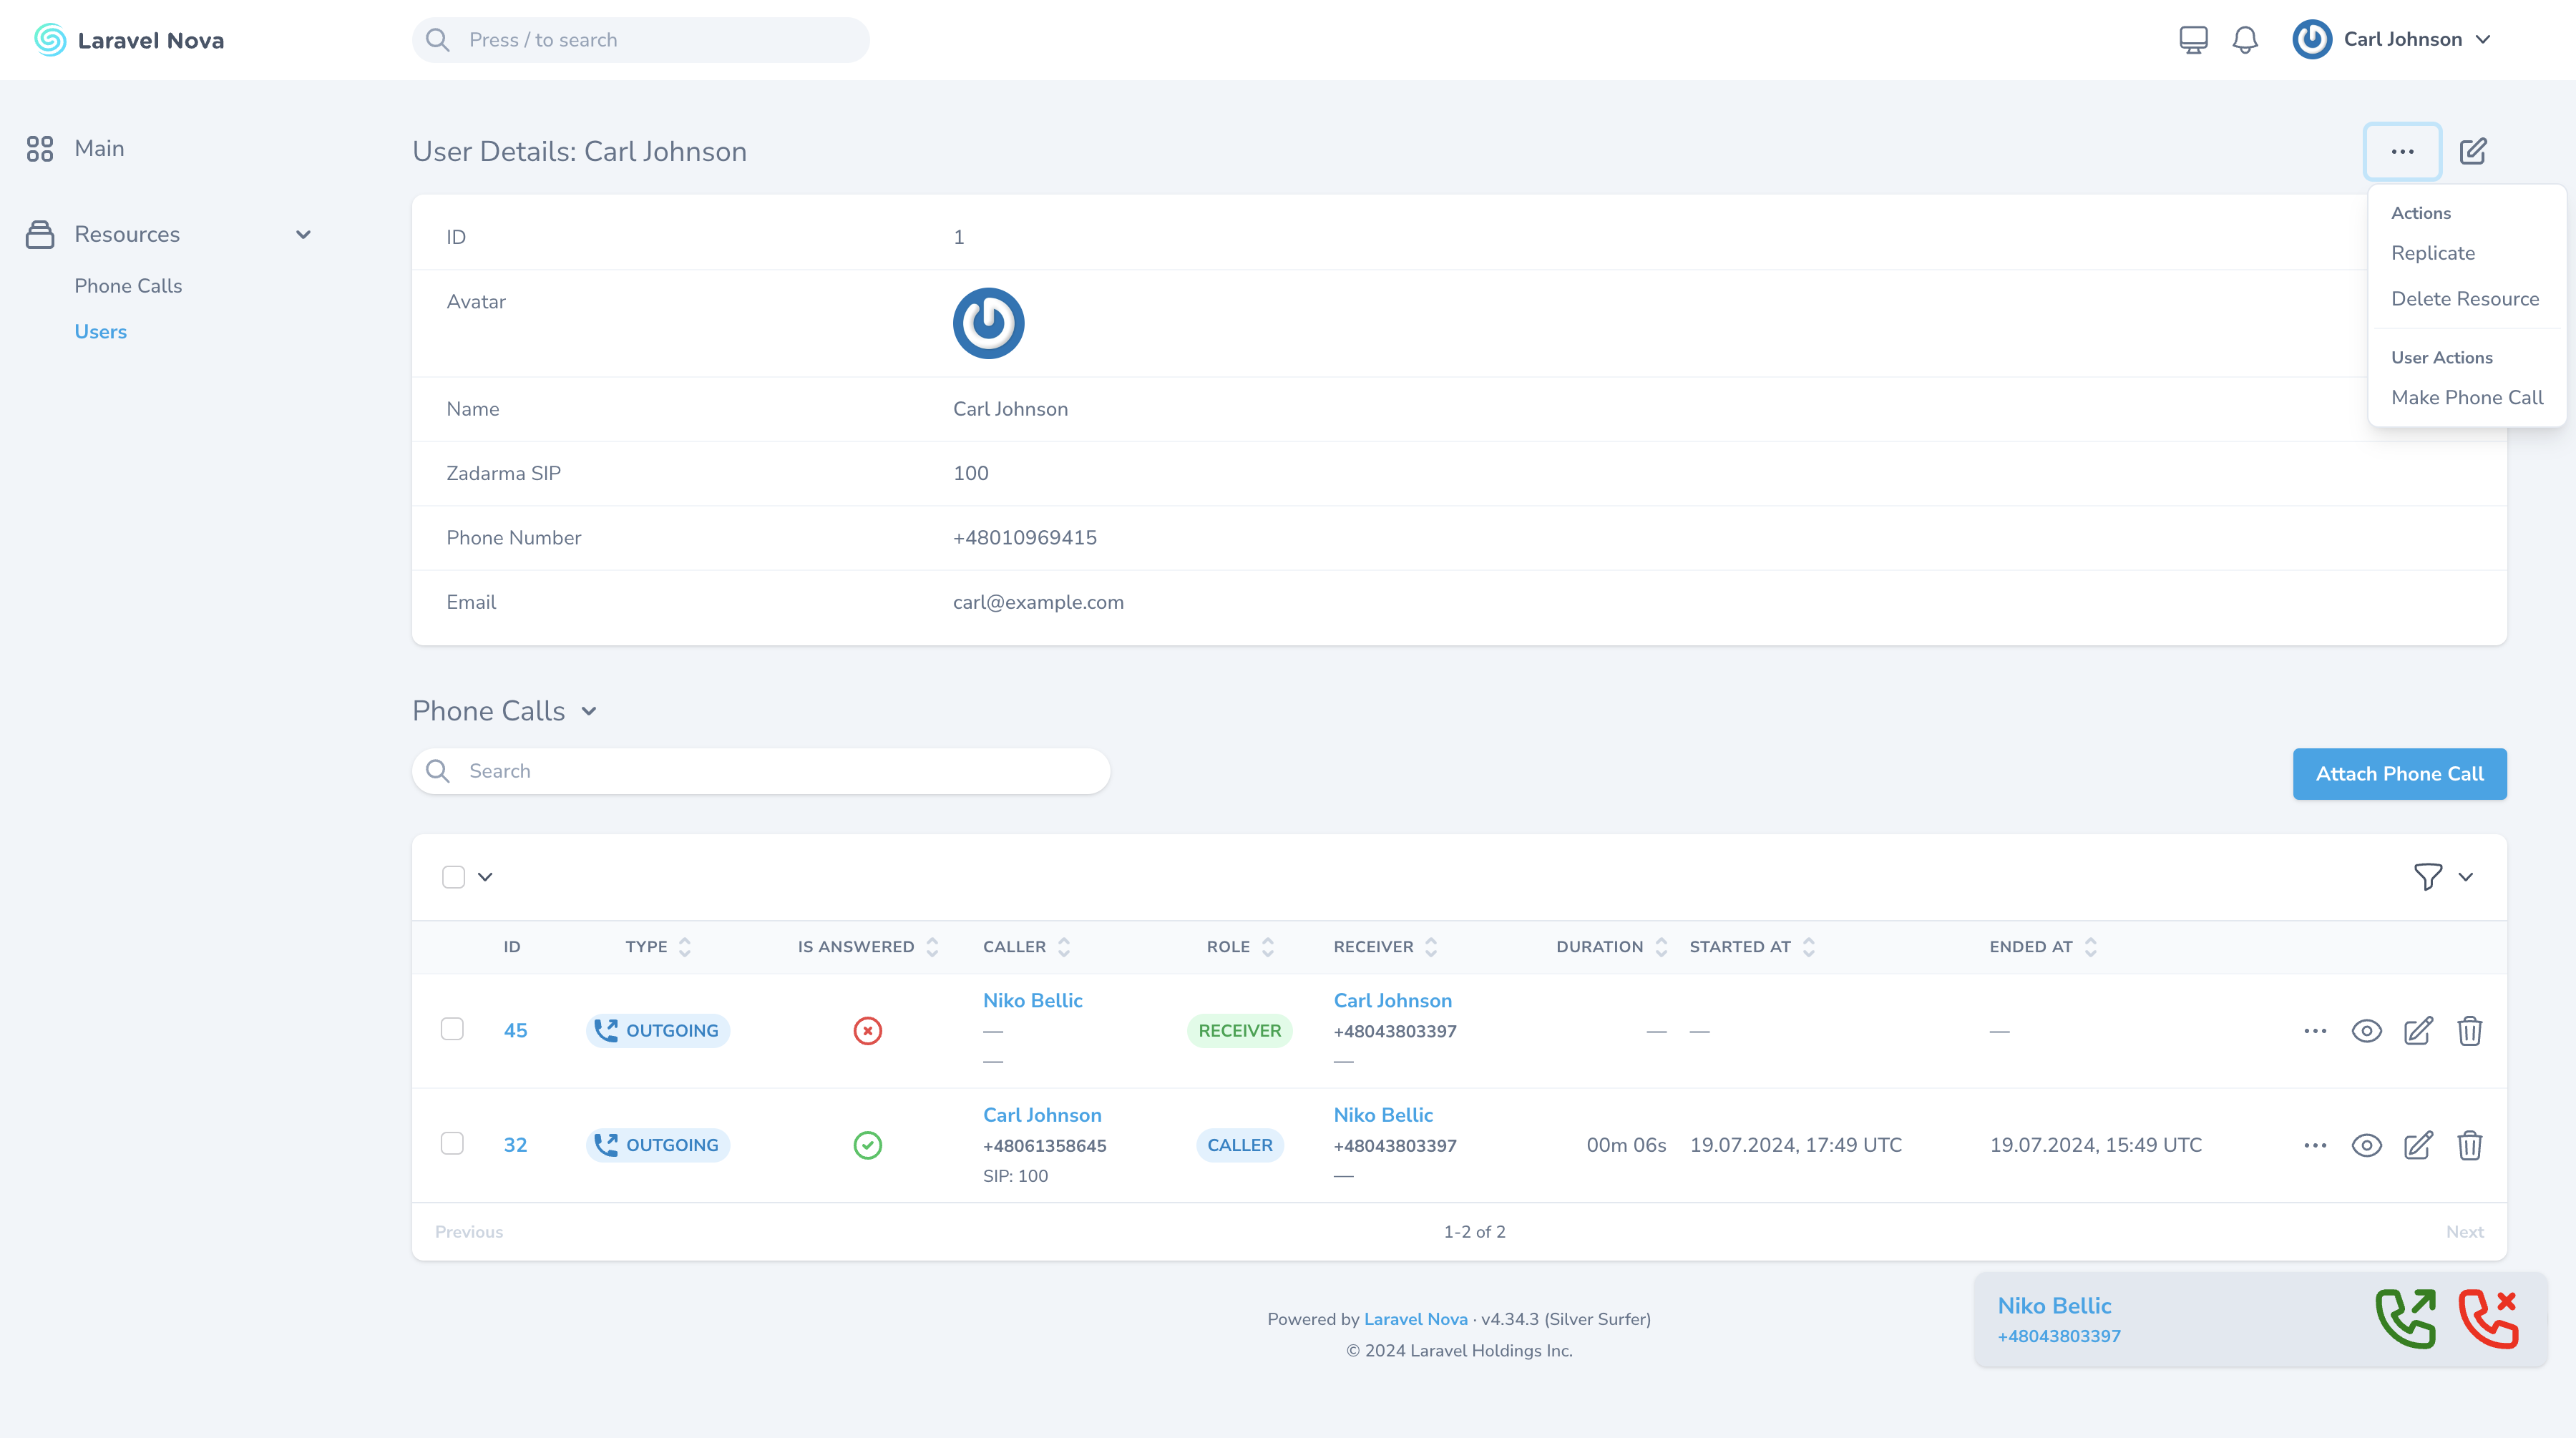 Laravel Nova
Press / to search
Carl Johnson
Main
Resources
Phone Calls
Users
User Details: Carl Johnson
Actions
Replicate
Delete Resource
User Actions
Make Phone Call
ID 1
Avatar
Name Carl Johnson
Zadarma SIP 100
Phone Number +48010969415
Email carl@example.com
Phone Calls
Search
Attach Phone Call
ID TYPE IS ANSWERED CALLER ROLE RECEIVER DURATION STARTED AT ENDED AT
Niko Bellic Carl Johnson
45 OUTGOING — RECEIVER +48043803397 — — —
— —
Carl Johnson Niko Bellic
32 OUTGOING +48061358645 CALLER +48043803397 00m 06s 19.07.2024, 17:49 UTC 19.07.2024, 15:49 UTC
SIP: 100 —
Previous 1-2 of 2 Next
Powered by Laravel Nova · v4.34.3 (Silver Surfer)
© 2024 Laravel Holdings Inc.
Niko Bellic
+48043803397